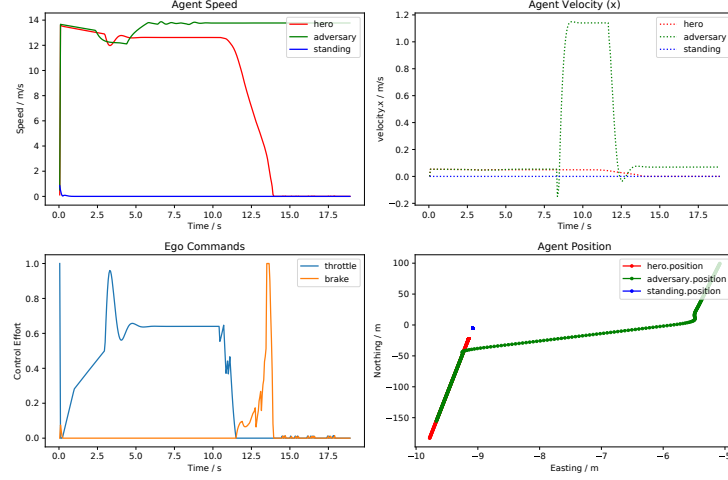 Agent Speed
14
12
10
8
6
4
2
0
Speed / m/s
0.0 2.5 5.0 7.5 10.0 12.5 15.0 17.5
Time / s
hero
adversary
standing
Agent Velocity (x)
1.2
1.0
0.8
0.6
0.4
0.2
0.0
−0.2
velocity.x / m/s
0.0 2.5 5.0 7.5 10.0 12.5 15.0 17.5
Time / s
hero
adversary
standing
Ego Commands
1.0
0.8
0.6
0.4
0.2
0.0
Control Effort
0.0 2.5 5.0 7.5 10.0 12.5 15.0 17.5
Time / s
throttle
brake
Agent Position
100
50
0
−50
−100
−150
Northing / m
−10 −9 −8 −7 −6 −5
Easting / m
hero.position
adversary.position
standing.position